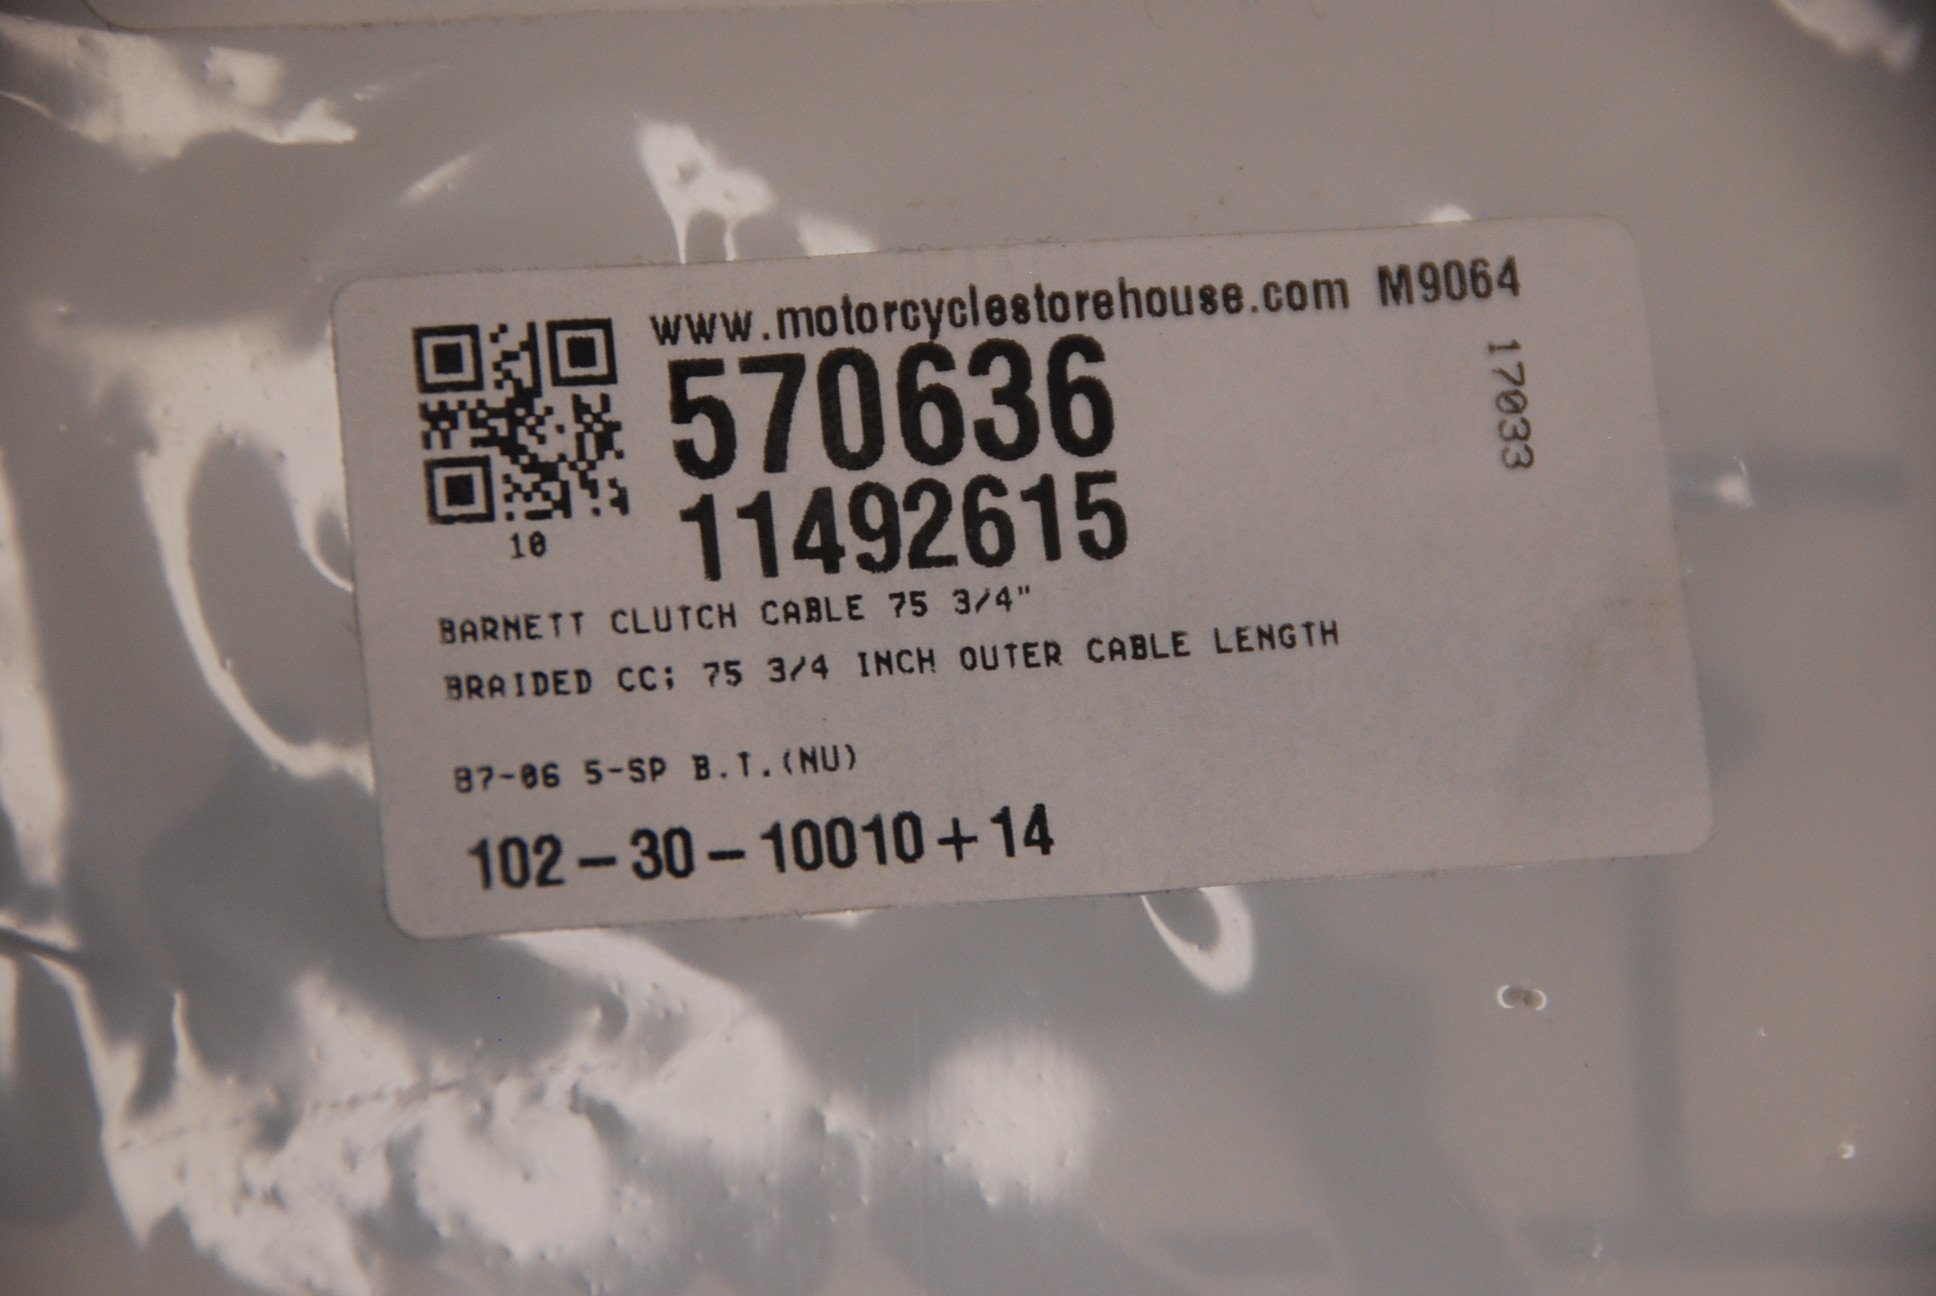 www.motorcyclestorehouse.com M9064
570636
17033
11492615
10
BARNETT CLUTCH CABLE 75 3/4"
BRAIDED CC; 75 3/4 INCH OUTER CABLE LENGTH
87-06 5-SP B.T.(NU)
102-30-10010+14